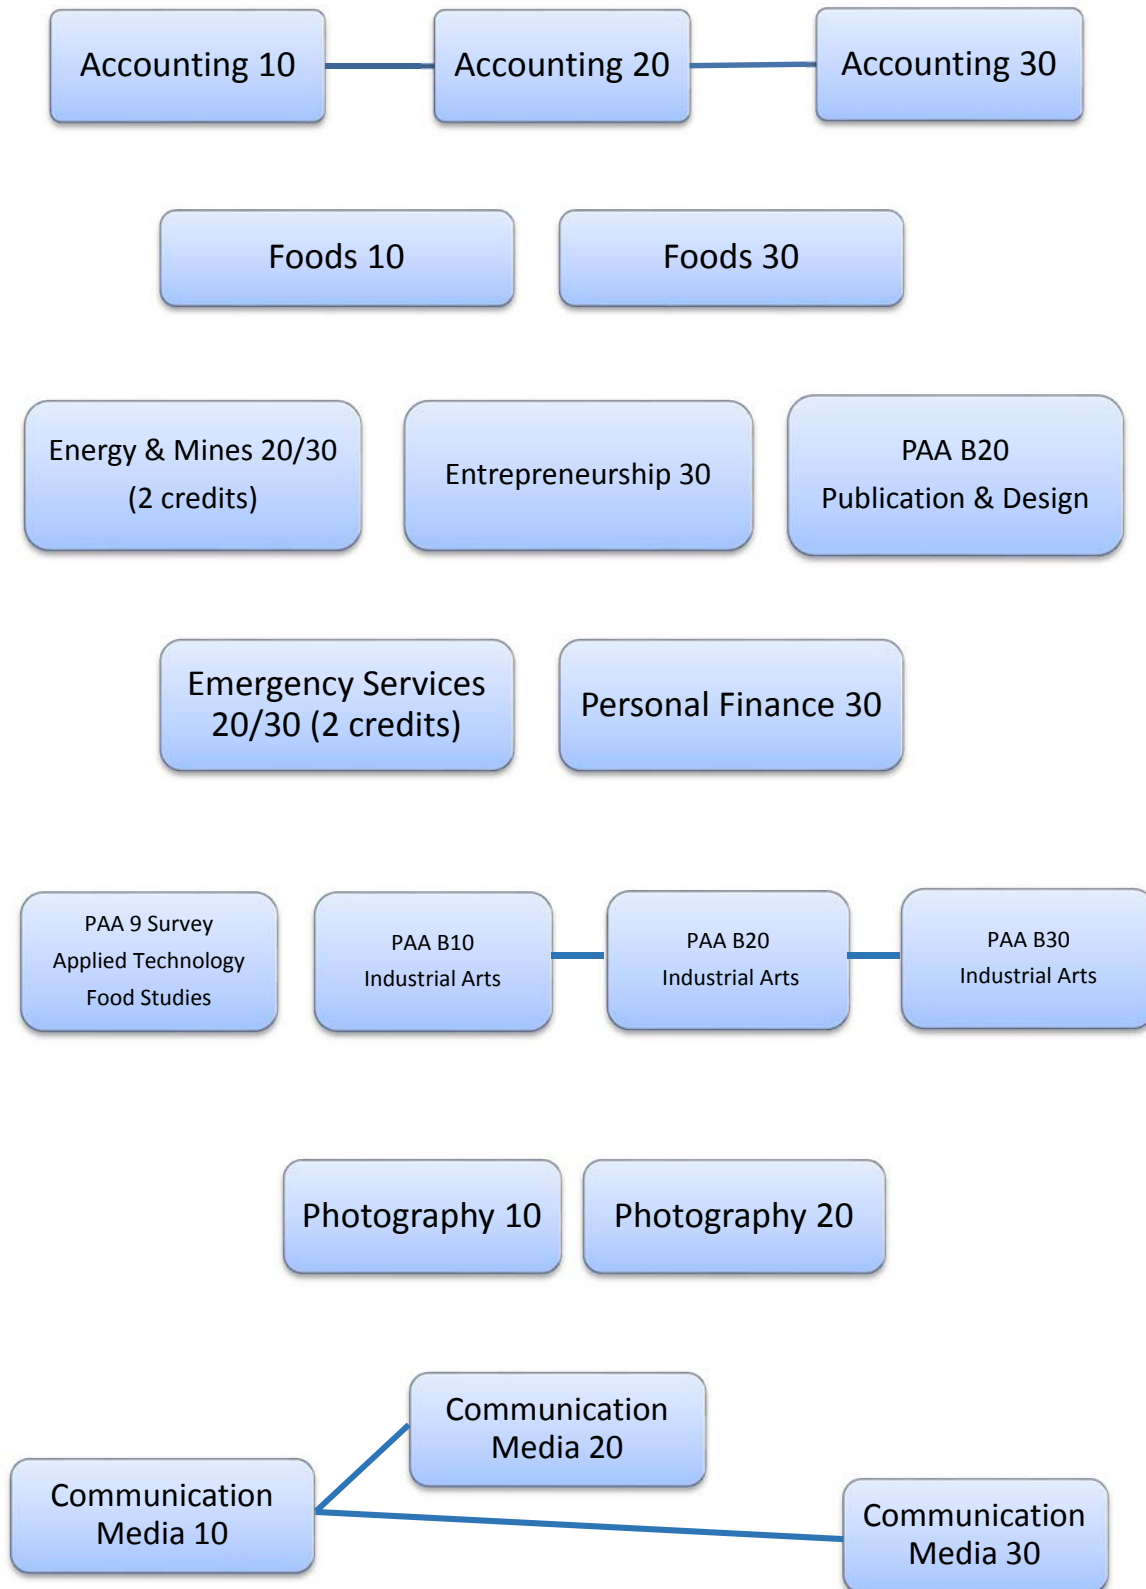 Accounting 10
Accounting 20
Accounting 30
Foods 10
Foods 30
Energy & Mines 20/30
(2 credits)
Entrepreneurship 30
PAA B20
Publication & Design
Emergency Services
20/30 (2 credits)
Personal Finance 30
PAA 9 Survey
Applied Technology
Food Studies
PAA B10
Industrial Arts
PAA B20
Industrial Arts
PAA B30
Industrial Arts
Photography 10
Photography 20
Communication
Media 20
Communication
Media 10
Communication
Media 30